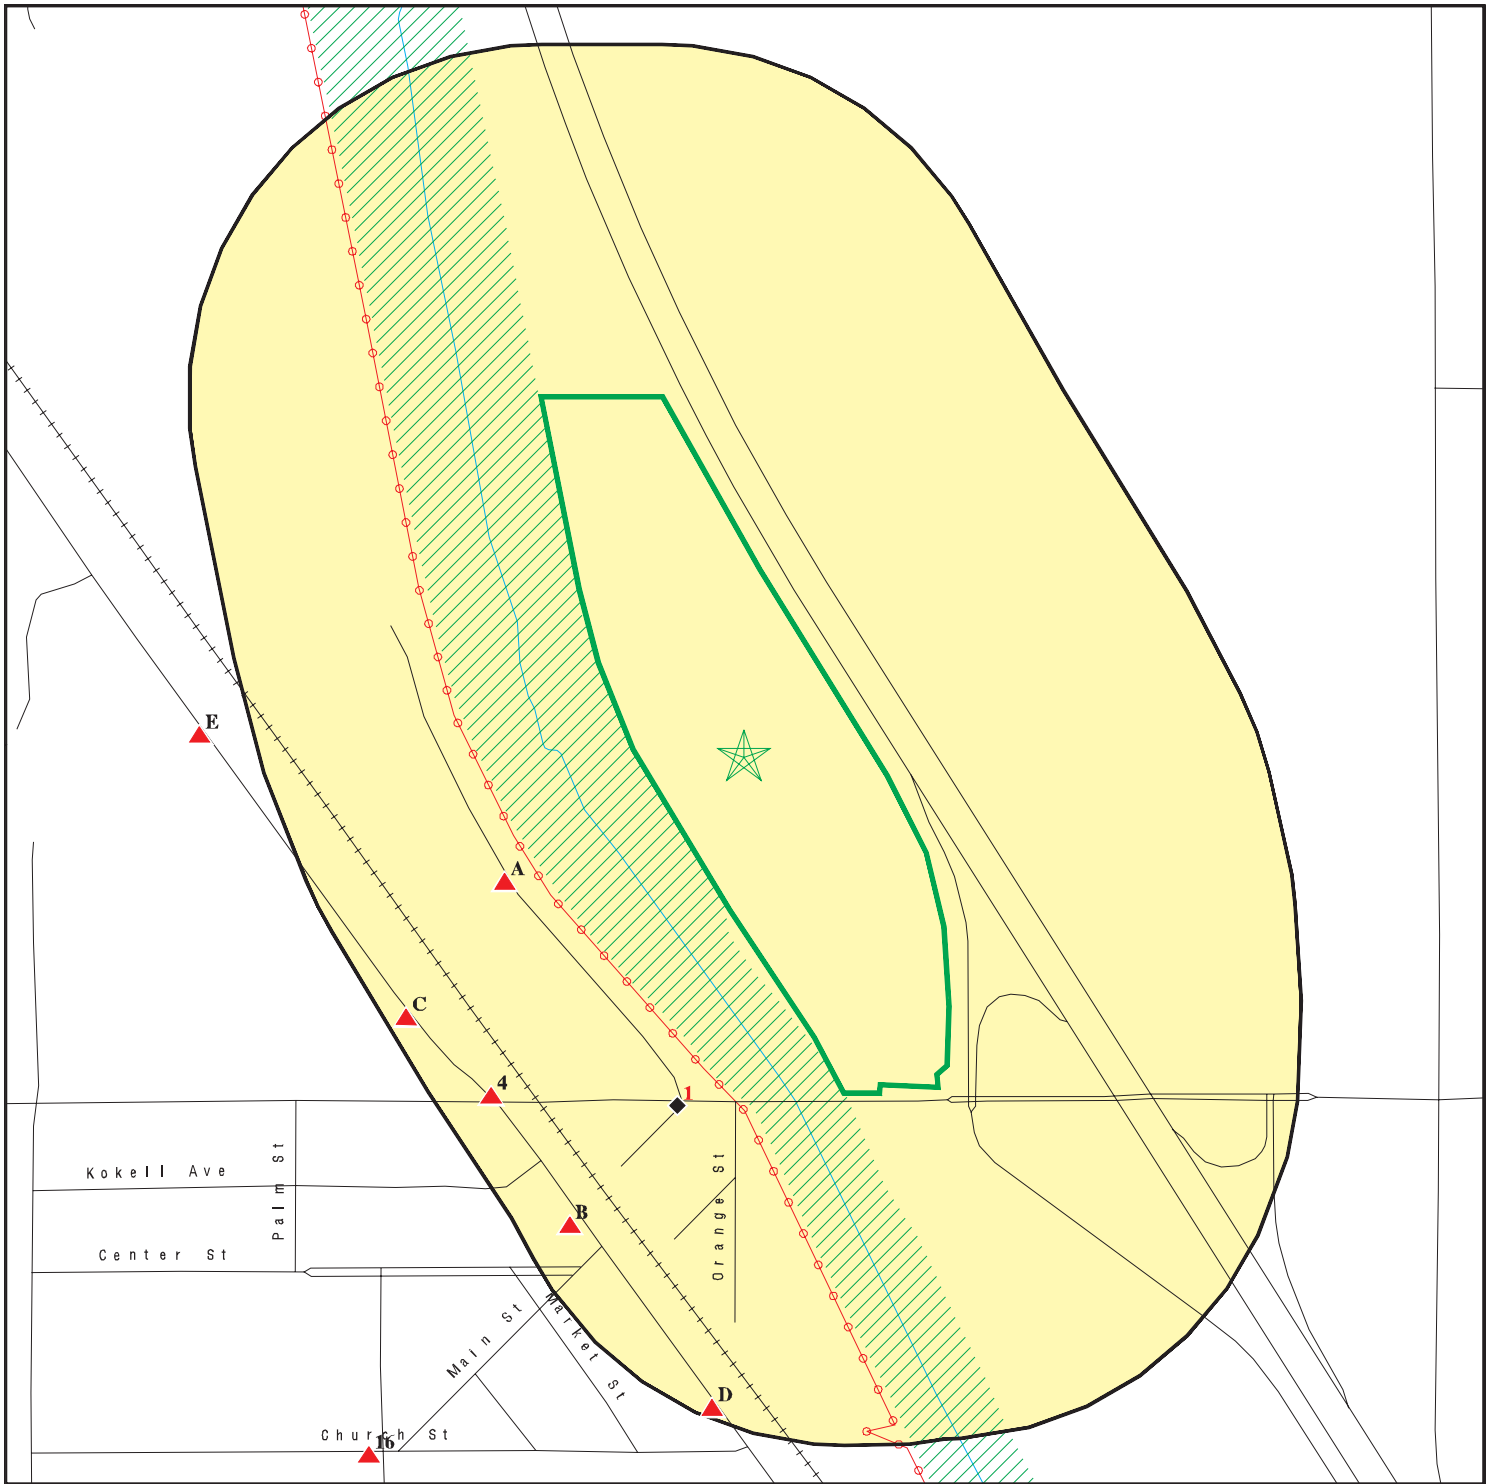 E
A
C
4
1
Kokell Ave
Palm St
Orange St
B
Center St
Main St
Market St
D
Church St
16